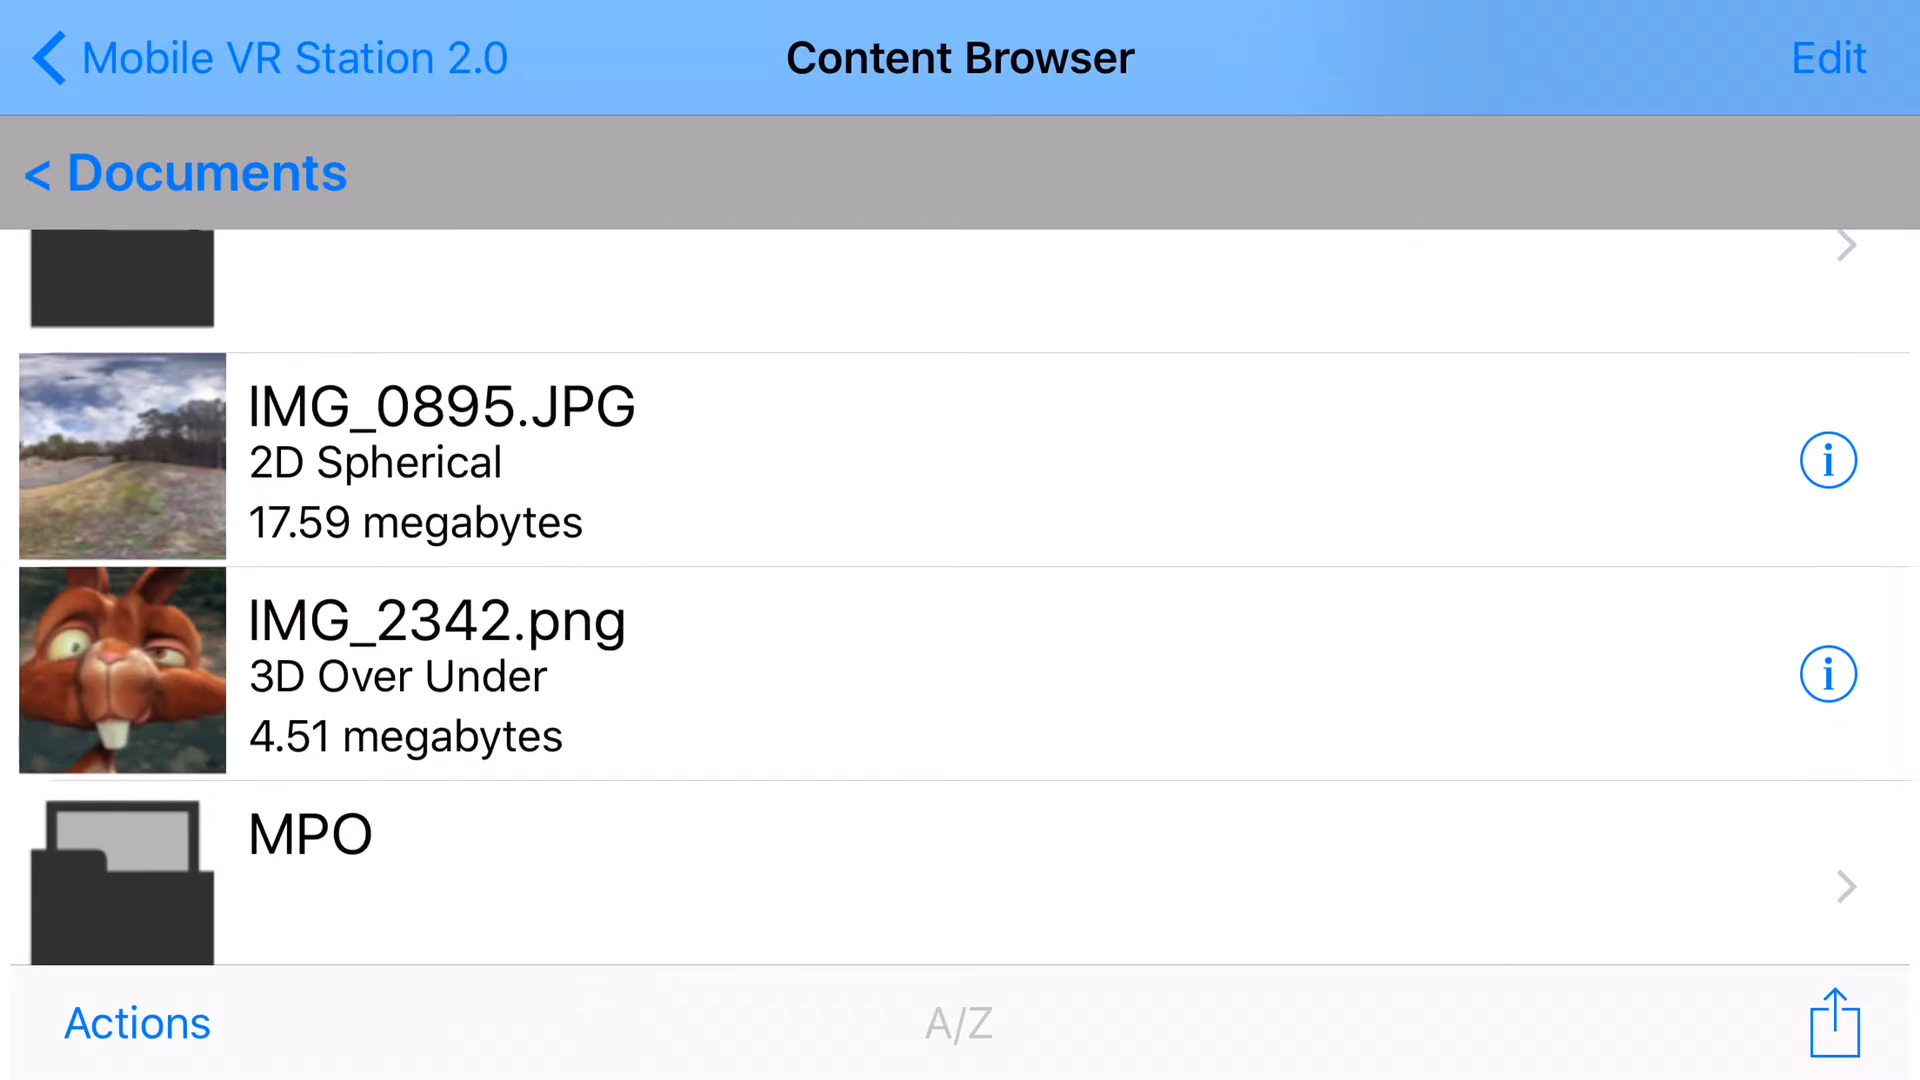 Mobile VR Station 2.0
Content Browser
Edit
< Documents
IMG_0895.JPG
2D Spherical
17.59 megabytes
IMG_2342.png
3D Over Under
4.51 megabytes
MPO
Actions
A/Z